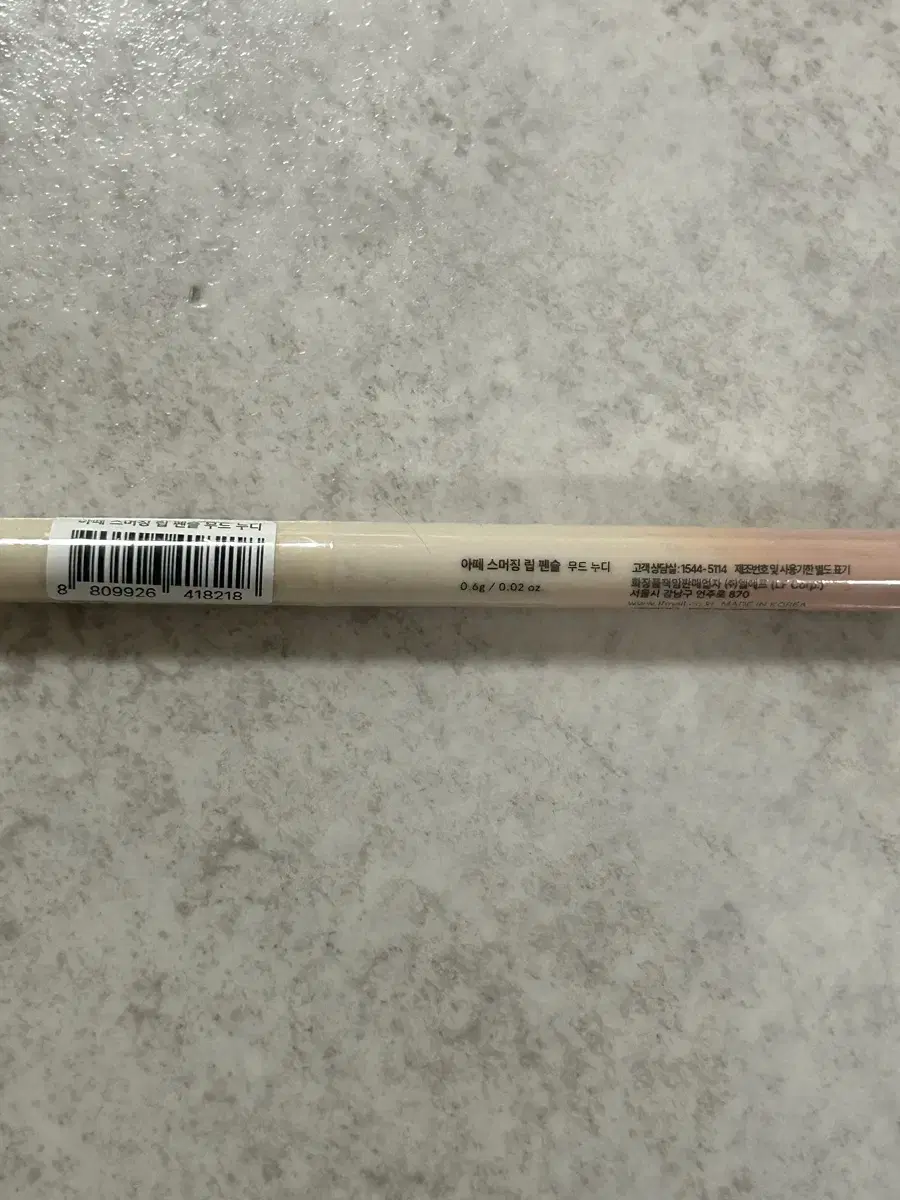 아떼 스머징 립 펜슬 무드 누디
8 809926 418218
아떼 스머징 립 펜슬 무드 누디
0.6g / 0.02 oz
고객상담실: 1544-5114 제조번호 및 사용기한 별도 표기
화장품책임판매업자 (주)엘에프 (LF Corp.)
서울시 강남구 언주로 870
MADE IN KOREA